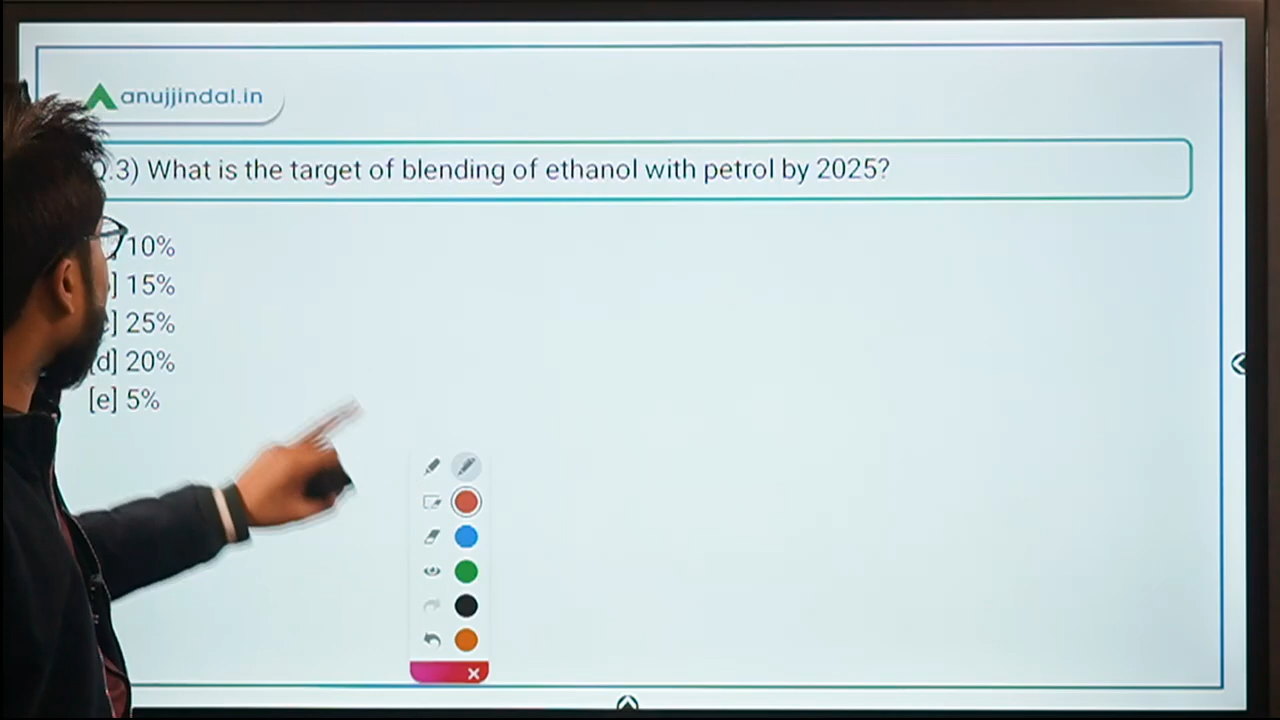 anujjindal.in
.3) What is the target of blending of ethanol with petrol by 2025?
] 10%
] 15%
] 25%
[d] 20%
[e] 5%